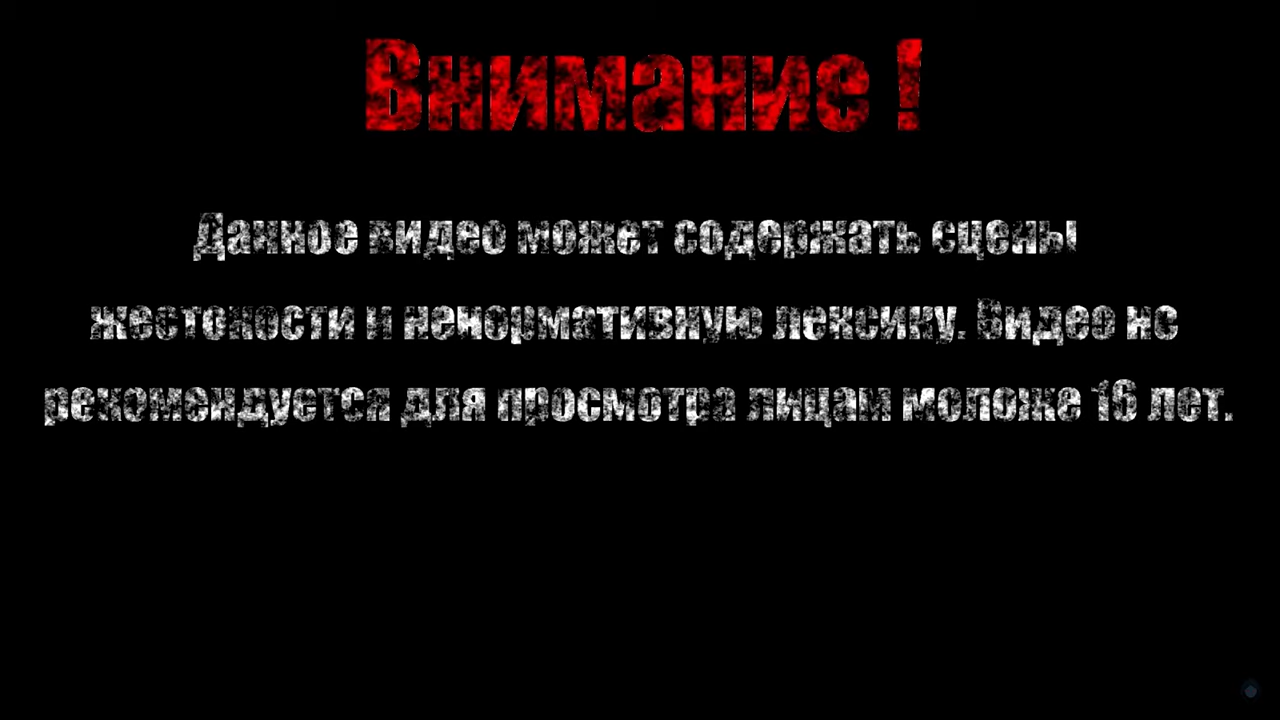 Внимание !
Данное видео может содержать сцены
жестокости и ненормативную лексику. Видео не
рекомендуется для просмотра лицам моложе 16 лет.